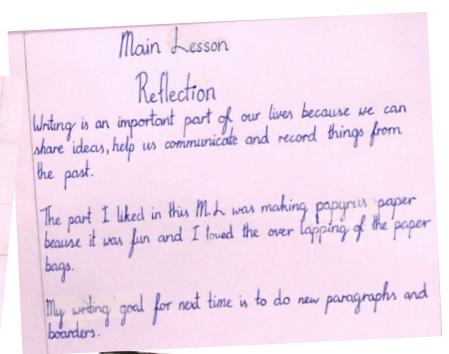 Main Lesson
Reflection
Writing is an important part of our lives because we can
share ideas, help us communicate and record things from
the past.
The part I liked in this M.L was making papyrus paper
beause it was fun and I loved the over lapping of the paper
bags.
My writing goal for next time is to do new paragraphs and
boarders.